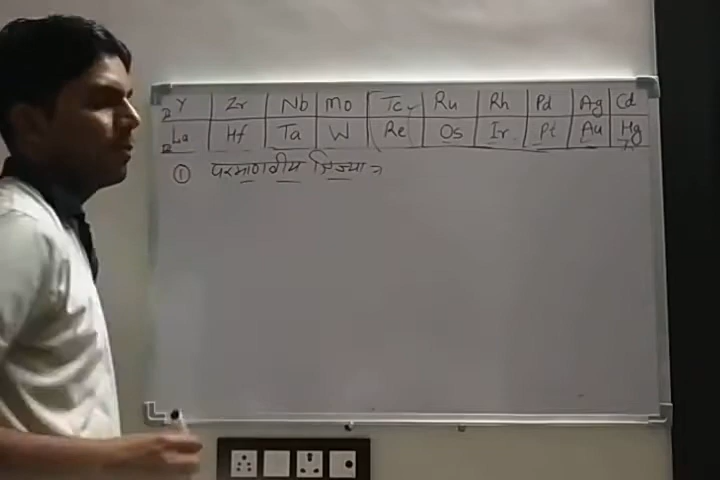 Y Zr Nb Mo Tc Ru Rh Pd Ag Cd
La Hf Ta W Re Os Ir Pt Au Hg
① परमाणवीय त्रिज्या